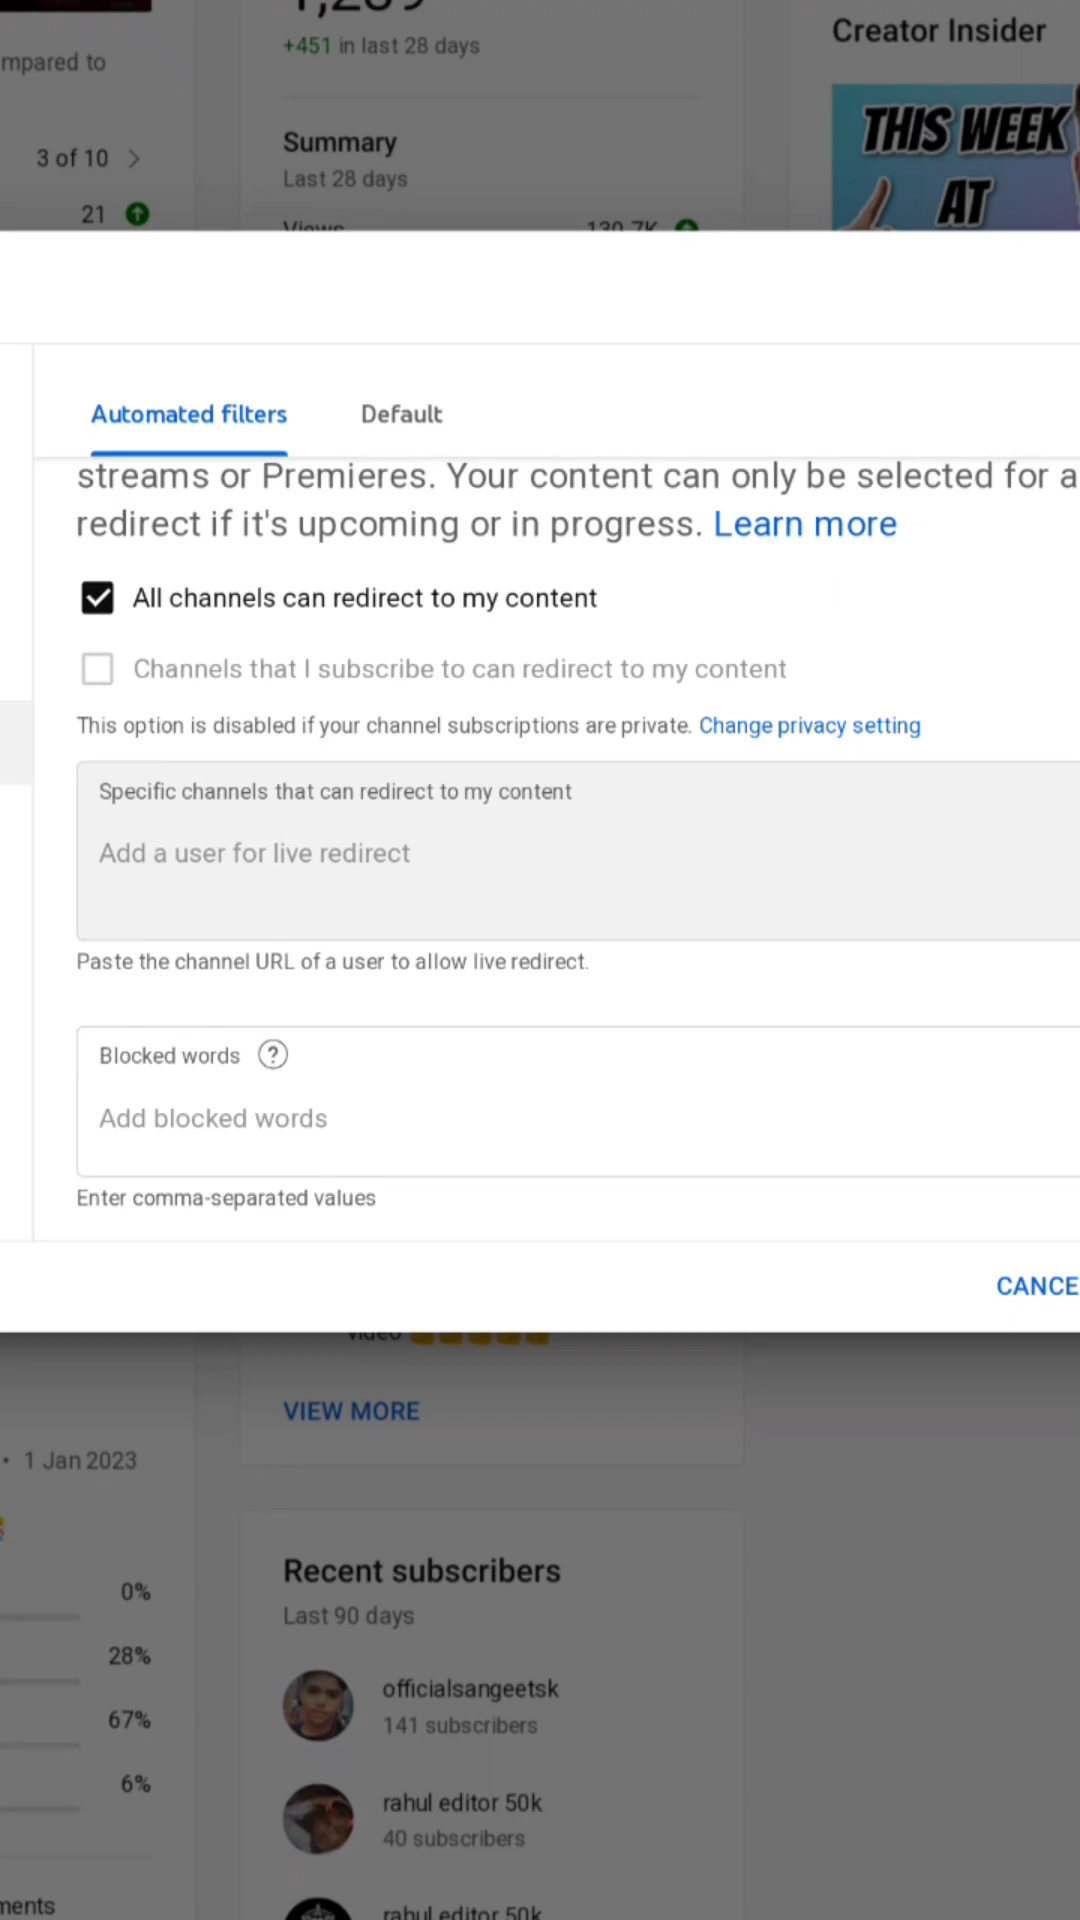 +451 in last 28 days
Creator Insider
mpared to
THIS WEEK
AT
Summary
3 of 10
Last 28 days
21
Views
130.7K
Automated filters
Default
streams or Premieres. Your content can only be selected for a
redirect if it's upcoming or in progress. Learn more
All channels can redirect to my content
Channels that I subscribe to can redirect to my content
This option is disabled if your channel subscriptions are private. Change privacy setting
Specific channels that can redirect to my content
Add a user for live redirect
Paste the channel URL of a user to allow live redirect.
Blocked words ?
Add blocked words
Enter comma-separated values
CANCE
video
VIEW MORE
• 1 Jan 2023
Recent subscribers
0%
Last 90 days
28%
officialsangeetsk
67%
141 subscribers
6%
rahul editor 50k
40 subscribers
ments
rahul editor 50k